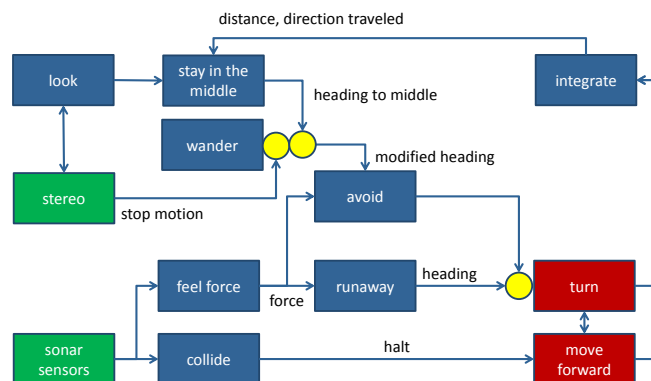 distance, direction traveled
look
stay in the
middle
integrate
heading to middle
wander
modified heading
stereo
stop motion
avoid
feel force
force
runaway
heading
turn
sonar
sensors
collide
halt
move
forward